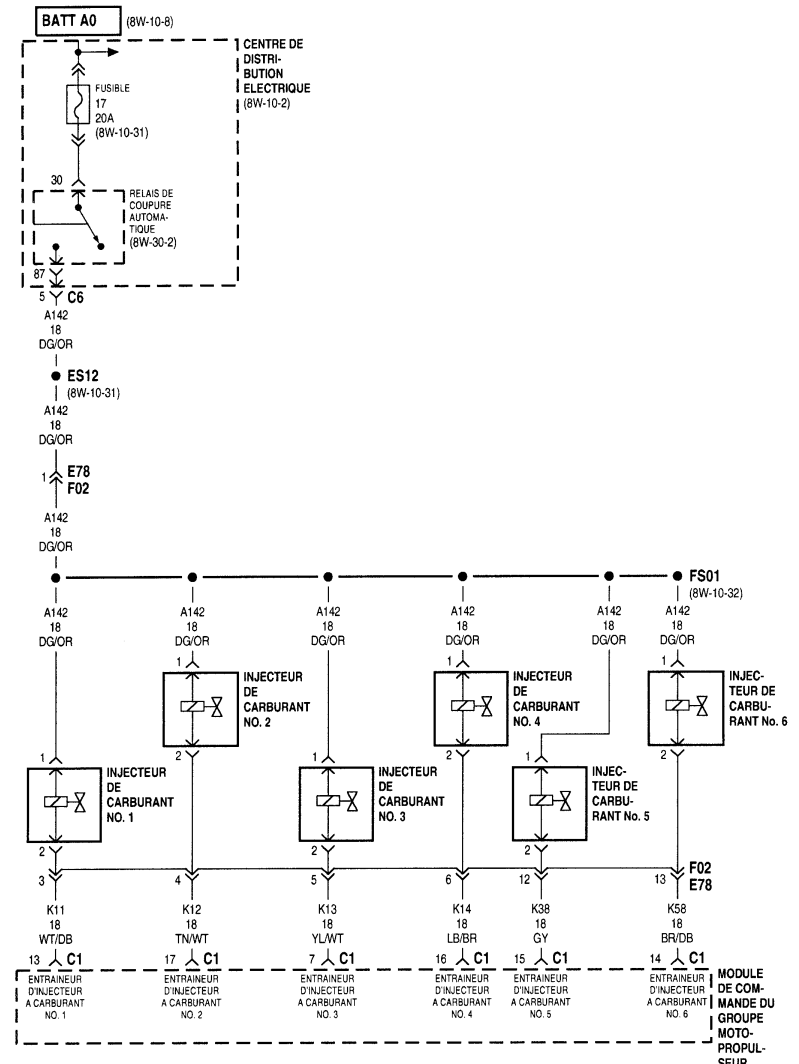 BATT A0 (8W-10-8)
CENTRE DE
DISTRI-
BUTION
ELECTRIQUE
(8W-10-2)
FUSIBLE
17
20A
(8W-10-31)
30
RELAIS DE
COUPURE
AUTOMA-
TIQUE
(8W-30-2)
87
5 C6
A142
18
DG/OR
ES12
(8W-10-31)
A142
18
DG/OR
1 E78
F02
A142
18
DG/OR
FS01
(8W-10-32)
A142 A142 A142 A142 A142 A142
18 18 18 18 18 18
DG/OR DG/OR DG/OR DG/OR DG/OR DG/OR
1 1 1
INJECTEUR
DE
CARBURANT
NO. 2
INJECTEUR
DE
CARBURANT
NO. 4
INJEC-
TEUR DE
CARBU-
RANT No. 6
2 2 2
1 1 1
INJECTEUR
DE
CARBURANT
NO. 1
INJECTEUR
DE
CARBURANT
NO. 3
INJEC-
TEUR DE
CARBU-
RANT No. 5
2 2 2
3 4 5 6 12 13 F02
E78
K11 K12 K13 K14 K38 K58
18 18 18 18 18 18
WT/DB TN/WT YL/WT LB/BR GY BR/DB
13 C1 17 C1 7 C1 16 C1 15 C1 14 C1
ENTRAINEUR
D'INJECTEUR
A CARBURANT
NO. 1
ENTRAINEUR
D'INJECTEUR
A CARBURANT
NO. 2
ENTRAINEUR
D'INJECTEUR
A CARBURANT
NO. 3
ENTRAINEUR
D'INJECTEUR
A CARBURANT
NO. 4
ENTRAINEUR
D'INJECTEUR
A CARBURANT
NO. 5
ENTRAINEUR
D'INJECTEUR
A CARBURANT
NO. 6
MODULE
DE COM-
MANDE DU
GROUPE
MOTO-
PROPUL-
SEUR